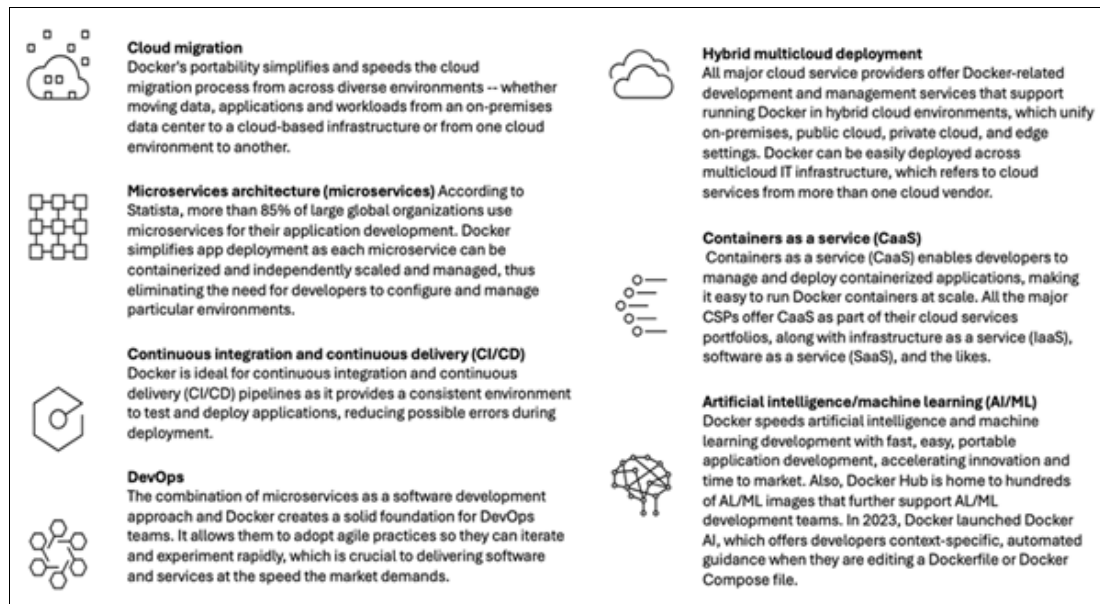 Cloud migration
Docker's portability simplifies and speeds the cloud
migration process from across diverse environments -- whether
moving data, applications and workloads from an on-premises
data center to a cloud-based infrastructure or from one cloud
environment to another.
Microservices architecture (microservices) According to
Statista, more than 85% of large global organizations use
microservices for their application development. Docker
simplifies app deployment as each microservice can be
containerized and independently scaled and managed, thus
eliminating the need for developers to configure and manage
particular environments.
Continuous integration and continuous delivery (CI/CD)
Docker is ideal for continuous integration and continuous
delivery (CI/CD) pipelines as it provides a consistent environment
to test and deploy applications, reducing possible errors during
deployment.
DevOps
The combination of microservices as a software development
approach and Docker creates a solid foundation for DevOps
teams. It allows them to adopt agile practices so they can iterate
and experiment rapidly, which is crucial to delivering software
and services at the speed the market demands.
Hybrid multicloud deployment
All major cloud service providers offer Docker-related
development and management services that support
running Docker in hybrid cloud environments, which unify
on-premises, public cloud, private cloud, and edge
settings. Docker can be easily deployed across
multicloud IT infrastructure, which refers to cloud
services from more than one cloud vendor.
Containers as a service (CaaS)
Containers as a service (CaaS) enables developers to
manage and deploy containerized applications, making
it easy to run Docker containers at scale. All the major
CSPs offer CaaS as part of their cloud services
portfolios, along with infrastructure as a service (IaaS),
software as a service (SaaS), and the likes.
Artificial intelligence/machine learning (AI/ML)
Docker speeds artificial intelligence and machine
learning development with fast, easy, portable
application development, accelerating innovation and
time to market. Also, Docker Hub is home to hundreds
of AL/ML images that further support AL/ML
development teams. In 2023, Docker launched Docker
AI, which offers developers context-specific, automated
guidance when they are editing a Dockerfile or Docker
Compose file.